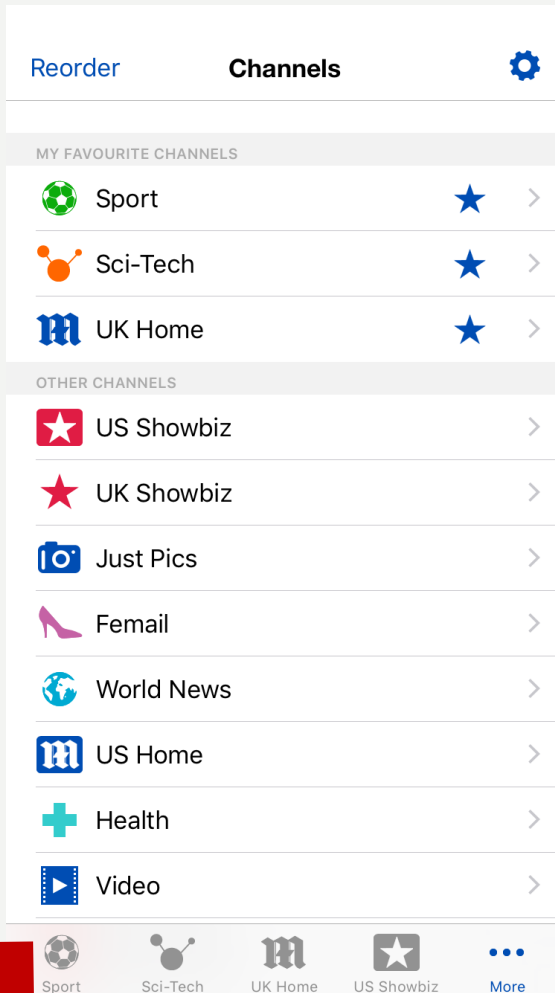 Reorder Channels
MY FAVOURITE CHANNELS
Sport
Sci-Tech
UK Home
OTHER CHANNELS
US Showbiz
UK Showbiz
Just Pics
Femail
World News
US Home
Health
Video
Sport Sci-Tech UK Home US Showbiz More